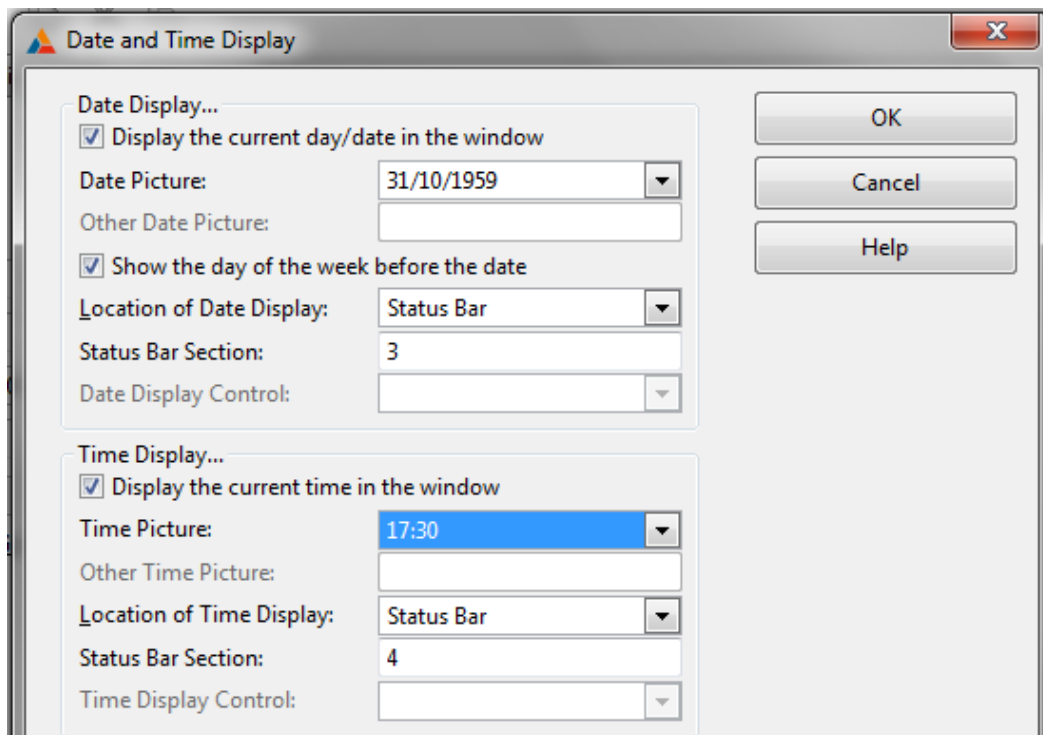 Date and Time Display
X
Date Display...
Display the current day/date in the window
Date Picture: 31/10/1959
Other Date Picture:
Show the day of the week before the date
Location of Date Display: Status Bar
Status Bar Section: 3
Date Display Control:
OK
Cancel
Help
Time Display...
Display the current time in the window
Time Picture: 17:30
Other Time Picture:
Location of Time Display: Status Bar
Status Bar Section: 4
Time Display Control: